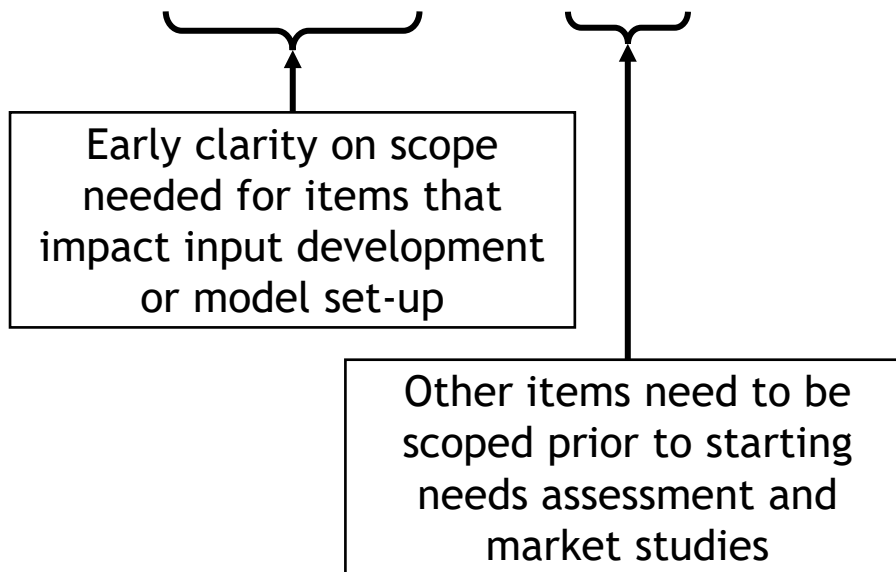 Early clarity on scope
needed for items that
impact input development
or model set-up
Other items need to be
scoped prior to starting
needs assessment and
market studies